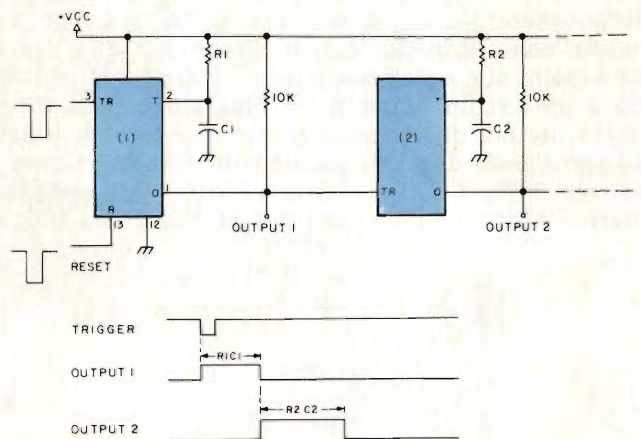 +VCC
R1
R2
3 TR T 2
10K
T
10K
(1)
C1
(2)
C2
O 1
TR O
R
13 12
OUTPUT 1
OUTPUT 2
RESET
TRIGGER
R1C1
OUTPUT 1
R2 C2
OUTPUT 2